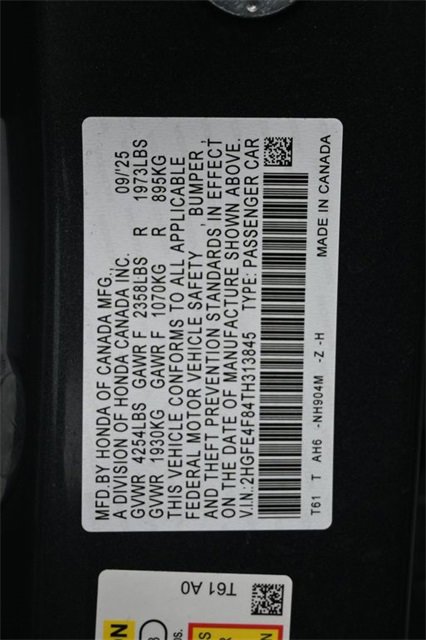 MFD.BY HONDA OF CANADA MFG., 09/'25
A DIVISION OF HONDA CANADA INC.
GVWR 4254LBS GAWR F 2358LBS R 1973LBS
GVWR 1930KG GAWR F 1070KG R 895KG
THIS VEHICLE CONFORMS TO ALL APPLICABLE
FEDERAL MOTOR VEHICLE SAFETY , BUMPER ,
AND THEFT PREVENTION STANDARDS IN EFFECT
ON THE DATE OF MANUFACTURE SHOWN ABOVE.
V.I.N.:2HGFE4F84TH313845 TYPE: PASSENGER CAR
T61 T AH6 -NH904M -Z -H MADE IN CANADA
T61 A0